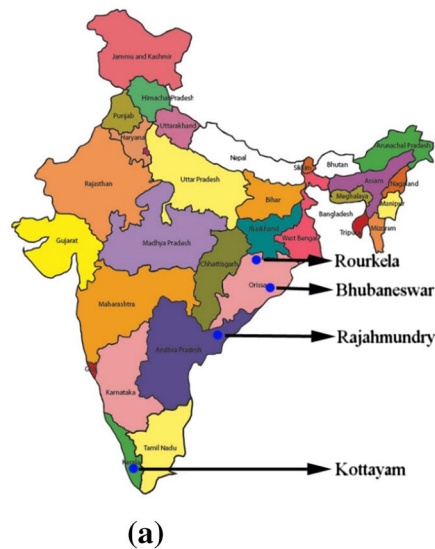 Jammu and Kashmir
Himachal Pradesh
Punjab
Uttarakhand
Haryana
Arunachal Pradesh
Nepal
Bhutan
Sikkim
Rajasthan
Uttar Pradesh
Assam
Nagaland
Bihar
Meghalaya
Manipur
Bangladesh
Jharkhand
West Bengal
Tripura
Mizoram
Gujarat
Madhya Pradesh
Chhattisgarh
Rourkela
Orissa
Bhubaneswar
Maharashtra
Rajahmundry
Andhra Pradesh
Karnataka
Tamil Nadu
Kerala
Kottayam
(a)